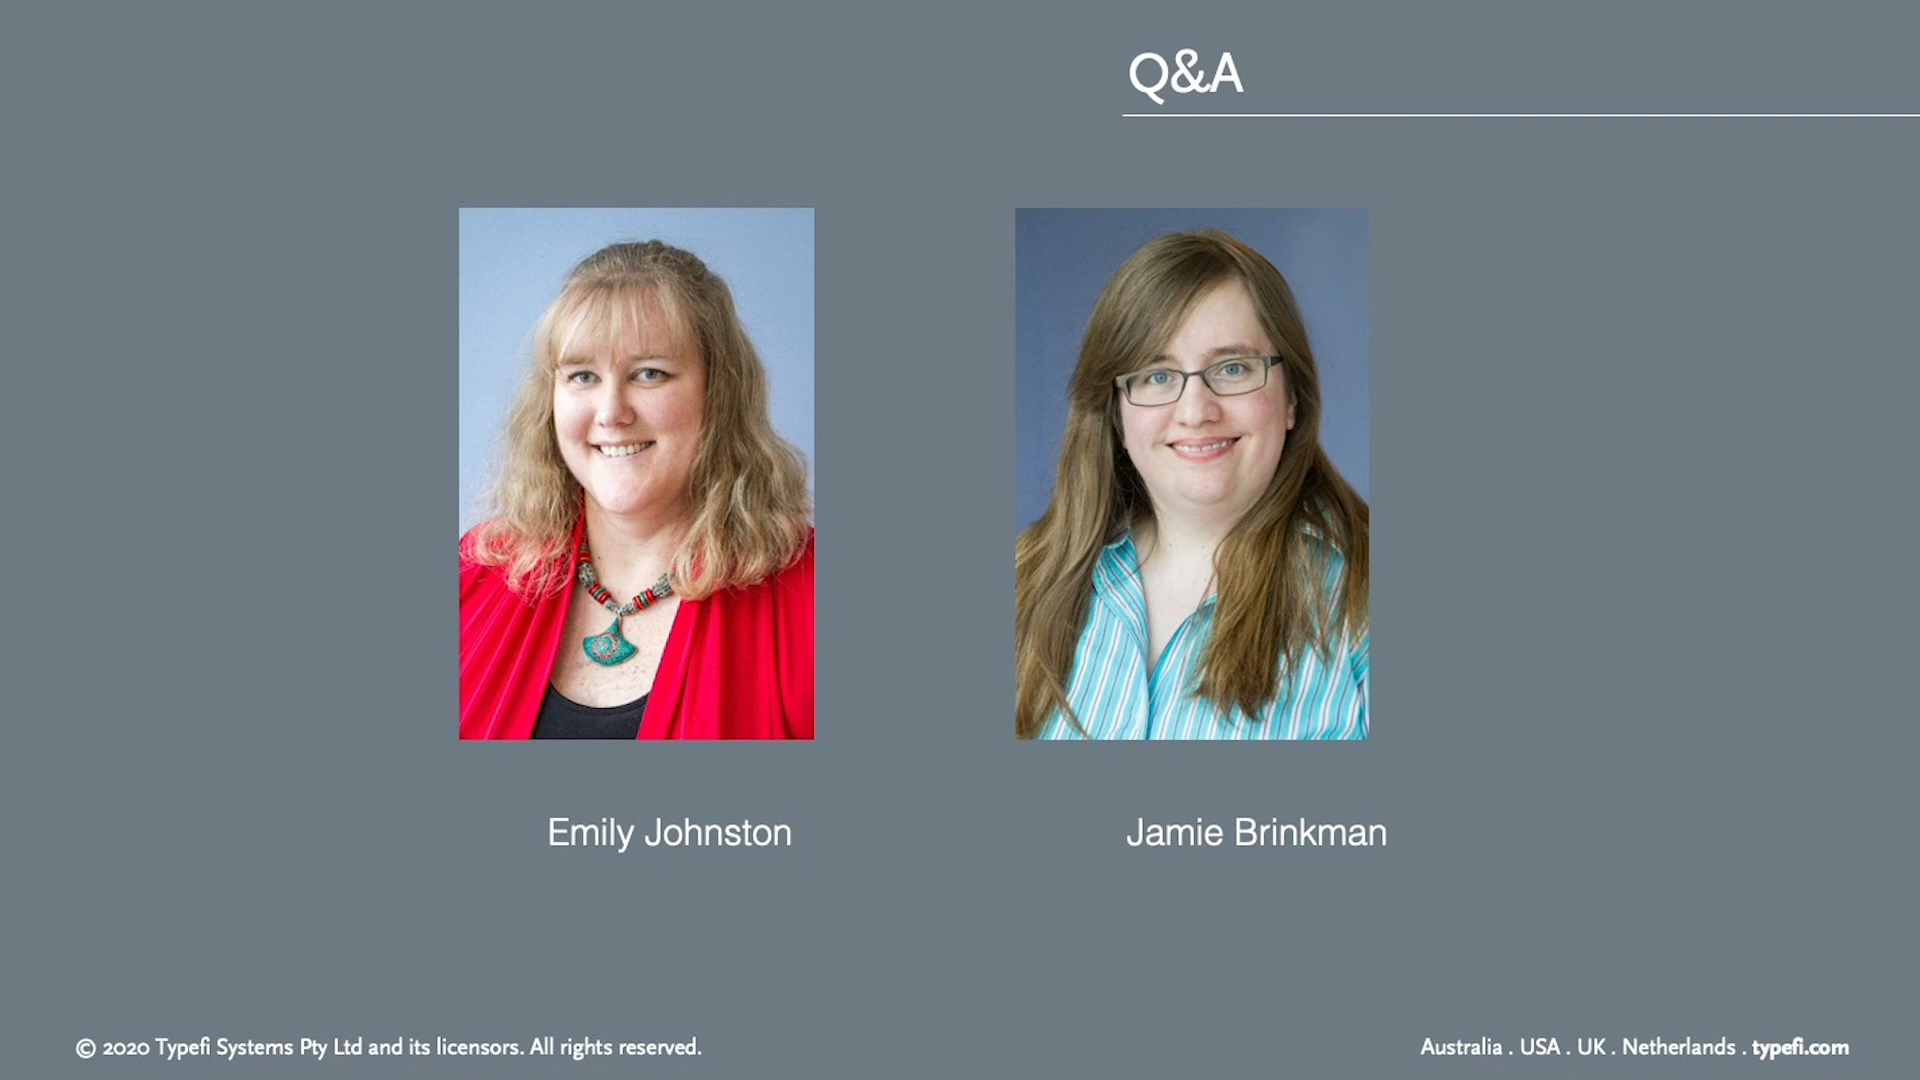 Q&A
Emily Johnston
Jamie Brinkman
© 2020 Typefi Systems Pty Ltd and its licensors. All rights reserved.
Australia . USA . UK . Netherlands . typefi.com